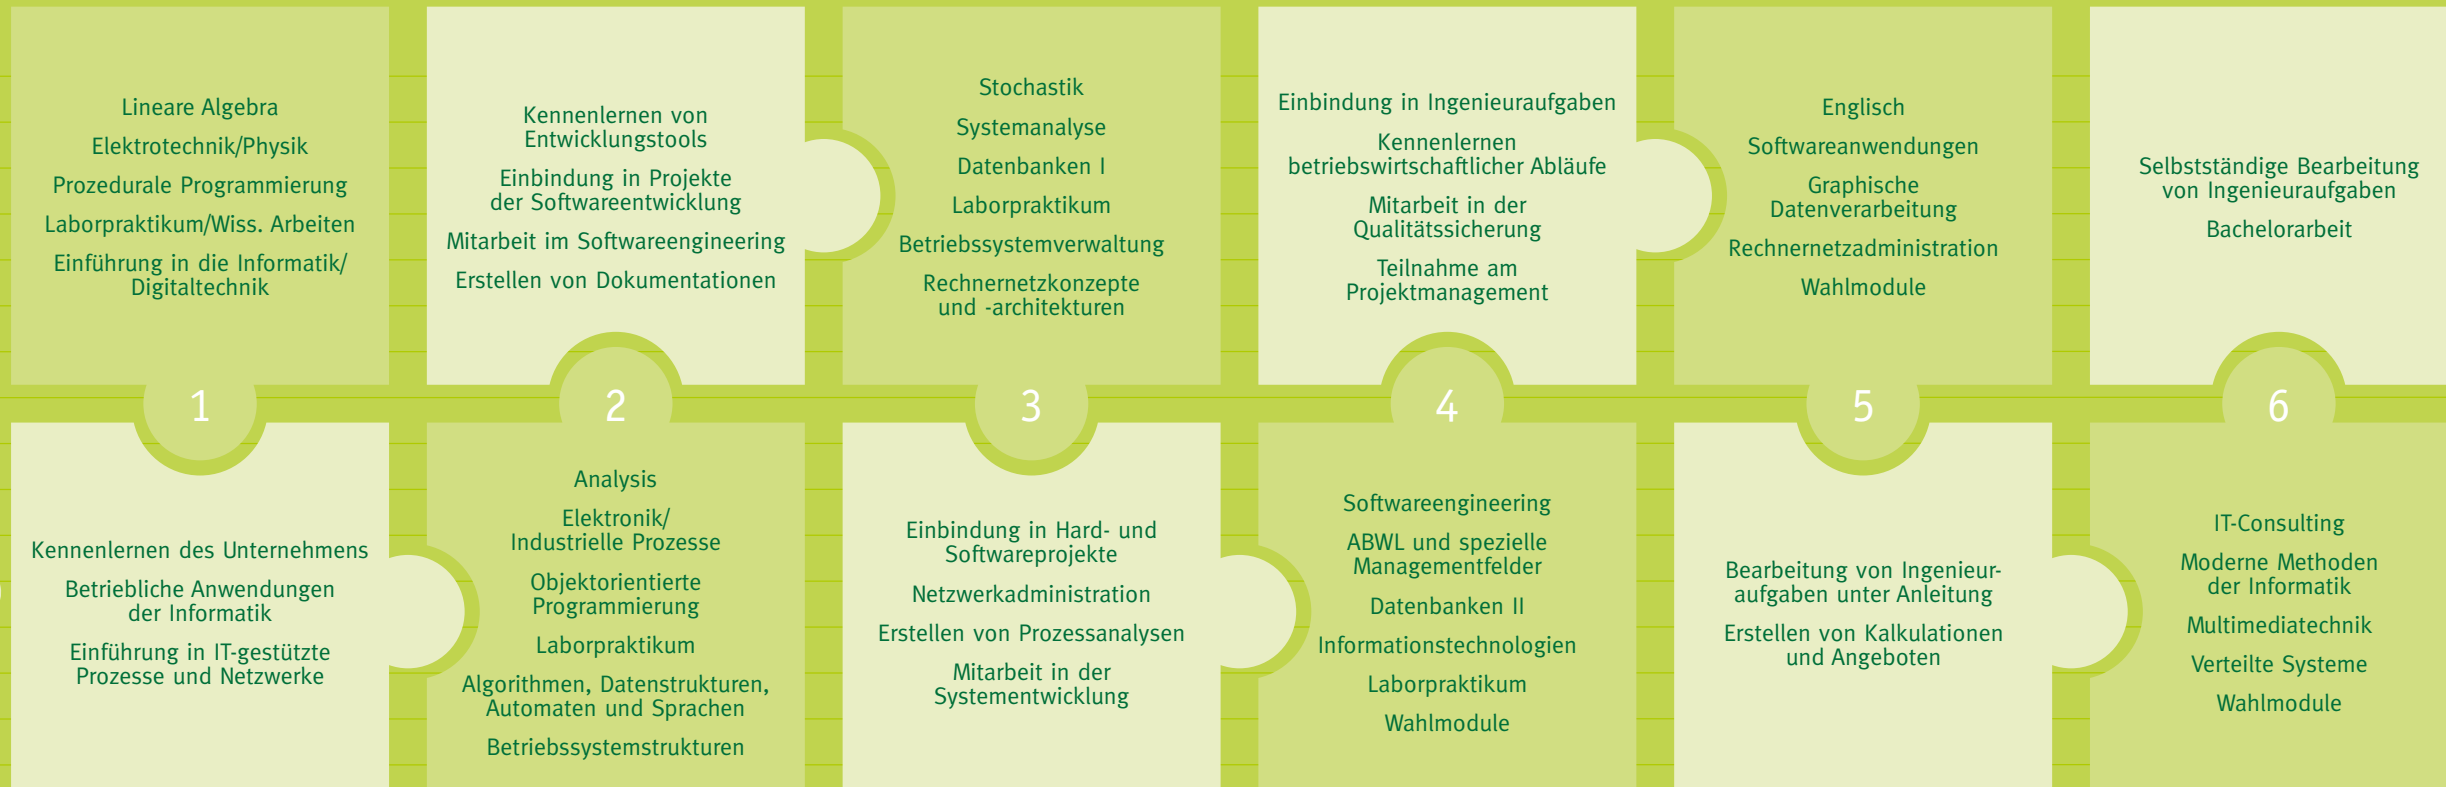 Lineare Algebra
Elektrotechnik/Physik
Prozedurale Programmierung
Laborpraktikum/Wiss. Arbeiten
Einführung in die Informatik/
Digitaltechnik
1
Kennenlernen des Unternehmens
Betriebliche Anwendungen
der Informatik
Einführung in IT-gestützte
Prozesse und Netzwerke
Kennenlernen von
Entwicklungstools
Einbindung in Projekte
der Softwareentwicklung
Mitarbeit im Softwareengineering
Erstellen von Dokumentationen
2
Analysis
Elektronik/
Industrielle Prozesse
Objektorientierte
Programmierung
Laborpraktikum
Algorithmen, Datenstrukturen,
Automaten und Sprachen
Betriebssystemstrukturen
Stochastik
Systemanalyse
Datenbanken I
Laborpraktikum
Betriebssystemverwaltung
Rechnernetzkonzepte
und -architekturen
3
Einbindung in Hard- und
Softwareprojekte
Netzwerkadministration
Erstellen von Prozessanalysen
Mitarbeit in der
Systementwicklung
Einbindung in Ingenieuraufgaben
Kennenlernen
betriebswirtschaftlicher Abläufe
Mitarbeit in der
Qualitätssicherung
Teilnahme am
Projektmanagement
4
Softwareengineering
ABWL und spezielle
Managementfelder
Datenbanken II
Informationstechnologien
Laborpraktikum
Wahlmodule
Englisch
Softwareanwendungen
Graphische
Datenverarbeitung
Rechnernetzadministration
Wahlmodule
5
Bearbeitung von Ingenieur-
aufgaben unter Anleitung
Erstellen von Kalkulationen
und Angeboten
Selbstständige Bearbeitung
von Ingenieuraufgaben
Bachelorarbeit
6
IT-Consulting
Moderne Methoden
der Informatik
Multimediatechnik
Verteilte Systeme
Wahlmodule